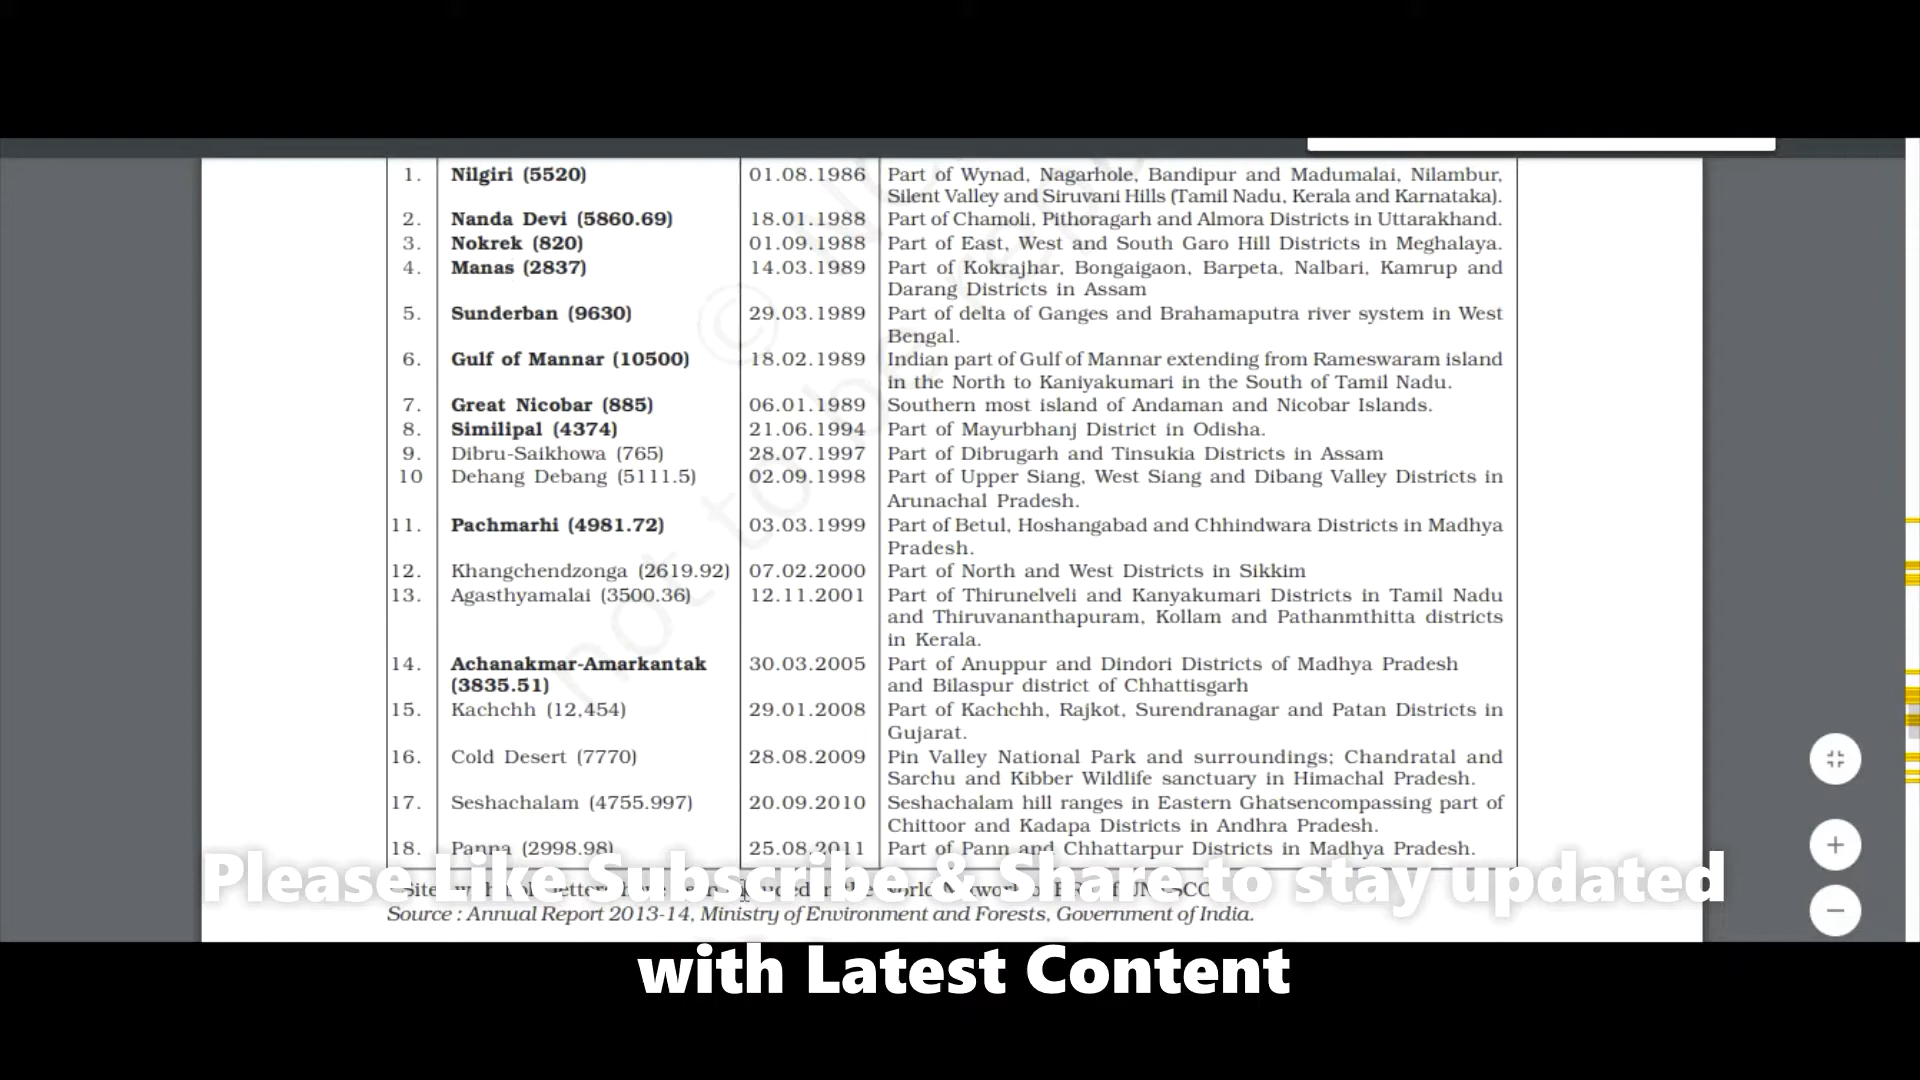 1. Nilgiri (5520) 01.08.1986 Part of Wynad, Nagarhole, Bandipur and Madumalai, Nilambur,
Silent Valley and Siruvani Hills (Tamil Nadu, Kerala and Karnataka).
2. Nanda Devi (5860.69) 18.01.1988 Part of Chamoli, Pithoragarh and Almora Districts in Uttarakhand.
3. Nokrek (820) 01.09.1988 Part of East, West and South Garo Hill Districts in Meghalaya.
4. Manas (2837) 14.03.1989 Part of Kokrajhar, Bongaigaon, Barpeta, Nalbari, Kamrup and
Darang Districts in Assam
5. Sunderban (9630) 29.03.1989 Part of delta of Ganges and Brahamaputra river system in West
Bengal.
6. Gulf of Mannar (10500) 18.02.1989 Indian part of Gulf of Mannar extending from Rameswaram island
in the North to Kaniyakumari in the South of Tamil Nadu.
7. Great Nicobar (885) 06.01.1989 Southern most island of Andaman and Nicobar Islands.
8. Similipal (4374) 21.06.1994 Part of Mayurbhanj District in Odisha.
9. Dibru-Saikhowa (765) 28.07.1997 Part of Dibrugarh and Tinsukia Districts in Assam
10 Dehang Debang (5111.5) 02.09.1998 Part of Upper Siang, West Siang and Dibang Valley Districts in
Arunachal Pradesh.
11. Pachmarhi (4981.72) 03.03.1999 Part of Betul, Hoshangabad and Chhindwara Districts in Madhya
Pradesh.
12. Khangchendzonga (2619.92) 07.02.2000 Part of North and West Districts in Sikkim
13. Agasthyamalai (3500.36) 12.11.2001 Part of Thirunelveli and Kanyakumari Districts in Tamil Nadu
and Thiruvananthapuram, Kollam and Pathanmthitta districts
in Kerala.
14. Achanakmar-Amarkantak 30.03.2005 Part of Anuppur and Dindori Districts of Madhya Pradesh
(3835.51) and Bilaspur district of Chhattisgarh
15. Kachchh (12,454) 29.01.2008 Part of Kachchh, Rajkot, Surendranagar and Patan Districts in
Gujarat.
16. Cold Desert (7770) 28.08.2009 Pin Valley National Park and surroundings; Chandratal and
Sarchu and Kibber Wildlife sanctuary in Himachal Pradesh.
17. Seshachalam (4755.997) 20.09.2010 Seshachalam hill ranges in Eastern Ghatsencompassing part of
Chittoor and Kadapa Districts in Andhra Pradesh.
18. Panna (2998.98) 25.08.2011 Part of Pann and Chhattarpur Districts in Madhya Pradesh.
Please Like Subscribe & Share to stay updated
Source : Annual Report 2013-14, Ministry of Environment and Forests, Government of India.
with Latest Content
not to be